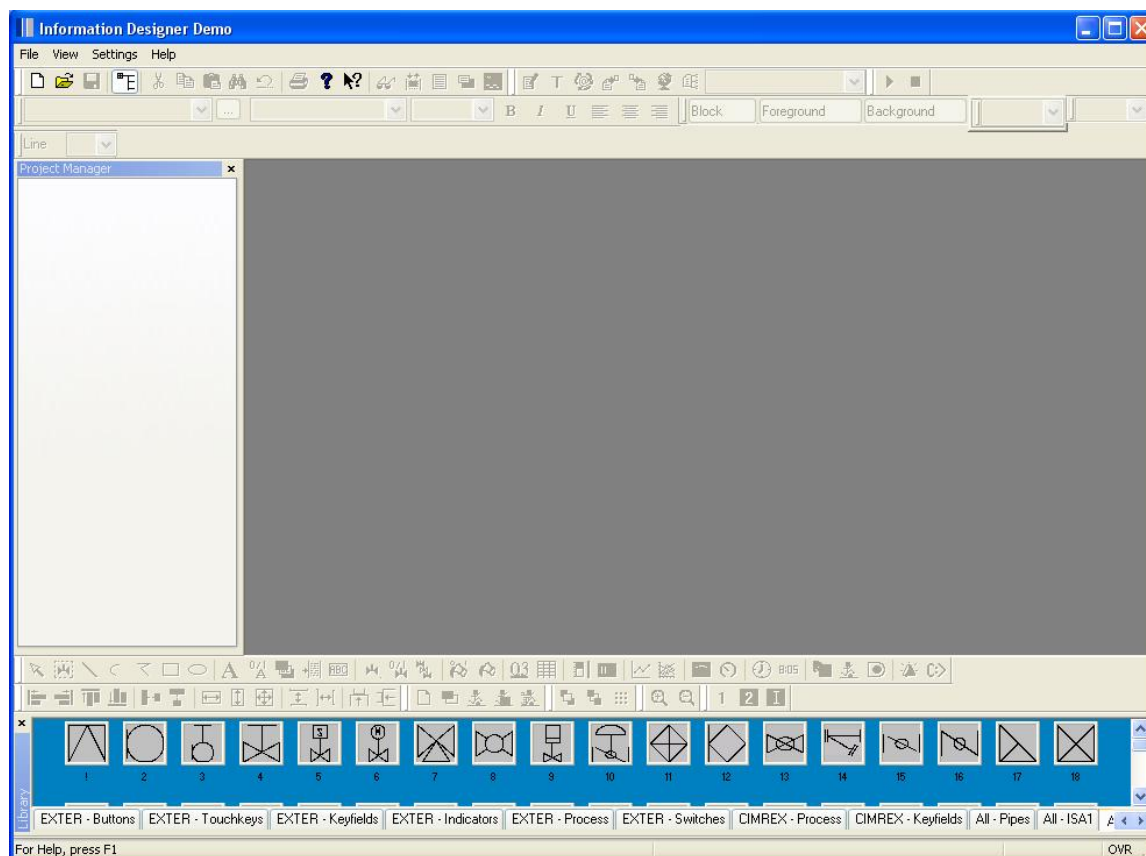 Information Designer Demo
File View Settings Help
B I U Block Foreground Background
Line
Project Manager
1 2 3 4 5 6 7 8 9 10 11 12 13 14 15 16 17 18
Library
EXTER - Buttons EXTER - Touchkeys EXTER - Keyfields EXTER - Indicators EXTER - Process EXTER - Switches CIMREX - Process CIMREX - Keyfields All - Pipes All - ISA1
For Help, press F1 OVR